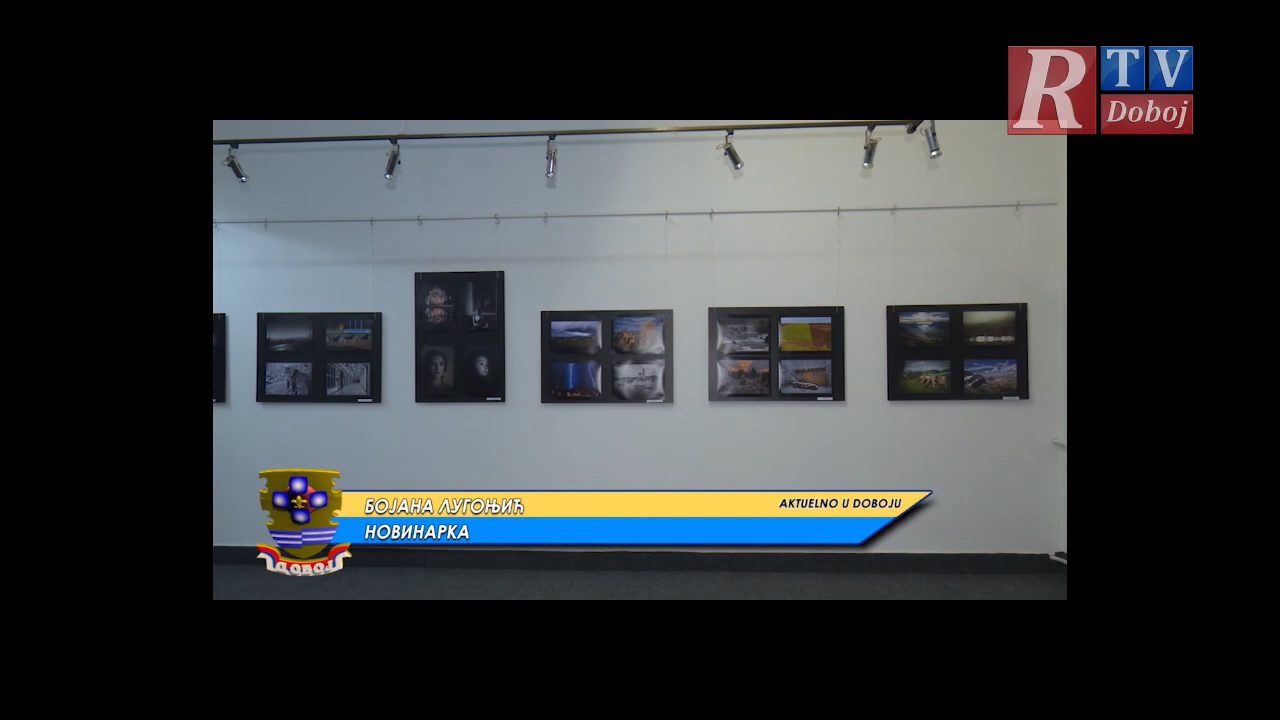 R TV
Doboj
БОЈАНА ЛУГОЊИЋ
AKTUELNO U DOBOJU
НОВИНАРКА
ДОБОЈ